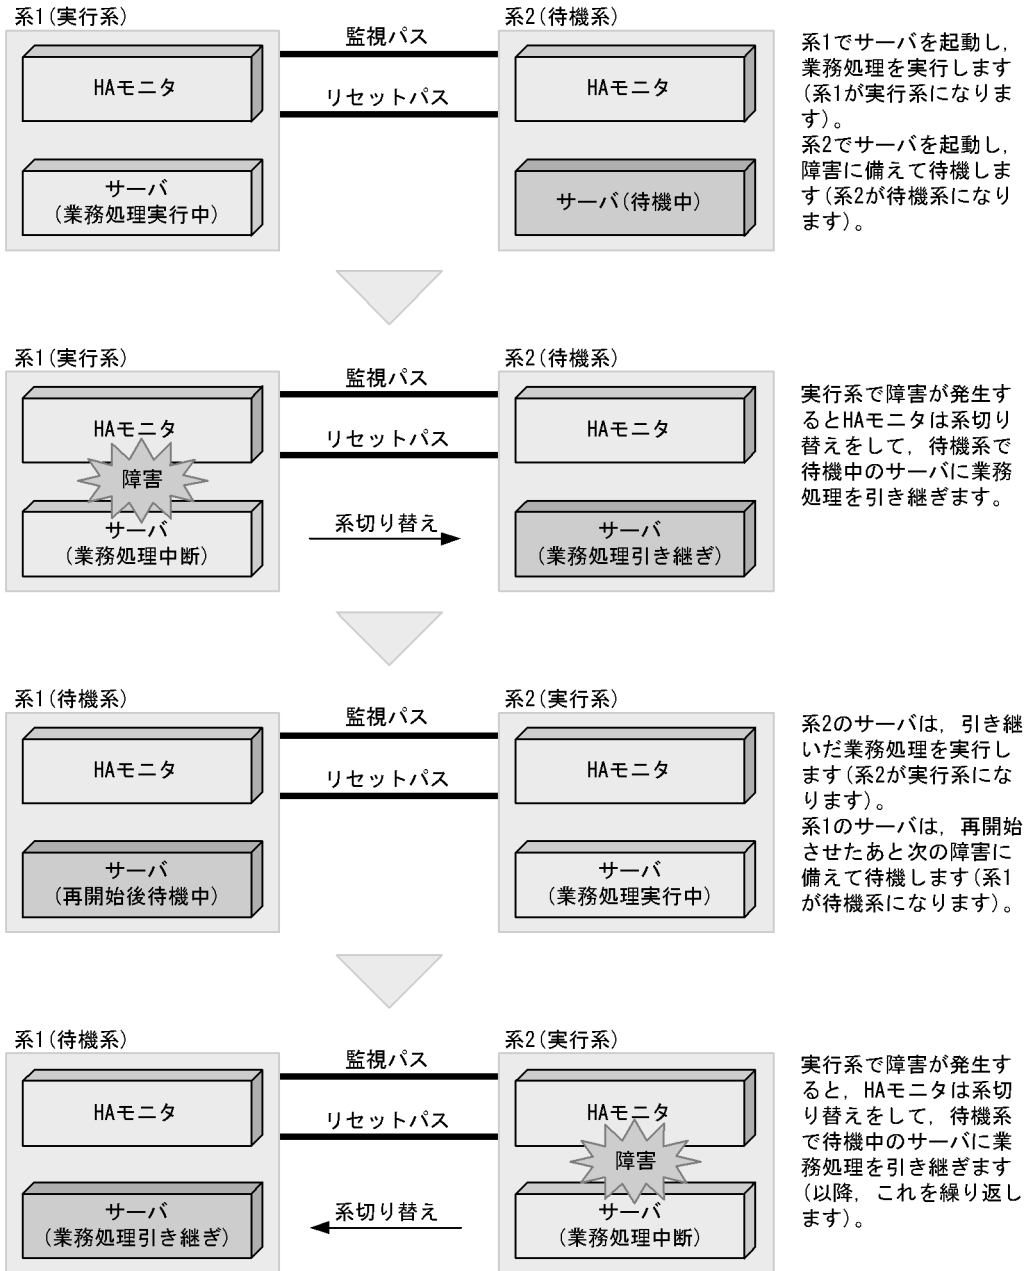 系1(実行系)
系2(待機系)
監視パス
リセットパス
HAモニタ
HAモニタ
サーバ
(業務処理実行中)
サーバ(待機中)
系1でサーバを起動し,
業務処理を実行します
(系1が実行系になりま
す)。
系2でサーバを起動し,
障害に備えて待機しま
す(系2が待機系になり
ます)。
系1(実行系)
系2(待機系)
監視パス
リセットパス
HAモニタ
HAモニタ
障害
サーバ
(業務処理中断)
系切り替え
サーバ
(業務処理引き継ぎ)
実行系で障害が発生す
るとHAモニタは系切り
替えをして, 待機系で
待機中のサーバに業務
処理を引き継ぎます。
系1(待機系)
系2(実行系)
監視パス
リセットパス
HAモニタ
HAモニタ
サーバ
(再開始後待機中)
サーバ
(業務処理実行中)
系2のサーバは, 引き継
いだ業務処理を実行し
ます(系2が実行系にな
ります)。
系1のサーバは, 再開始
させたあと次の障害に
備えて待機します(系1
が待機系になります)。
系1(待機系)
系2(実行系)
監視パス
リセットパス
HAモニタ
HAモニタ
障害
サーバ
(業務処理引き継ぎ)
系切り替え
サーバ
(業務処理中断)
実行系で障害が発生す
ると, HAモニタは系切
り替えをして, 待機系
で待機中のサーバに業
務処理を引き継ぎます
(以降, これを繰り返し
ます)。